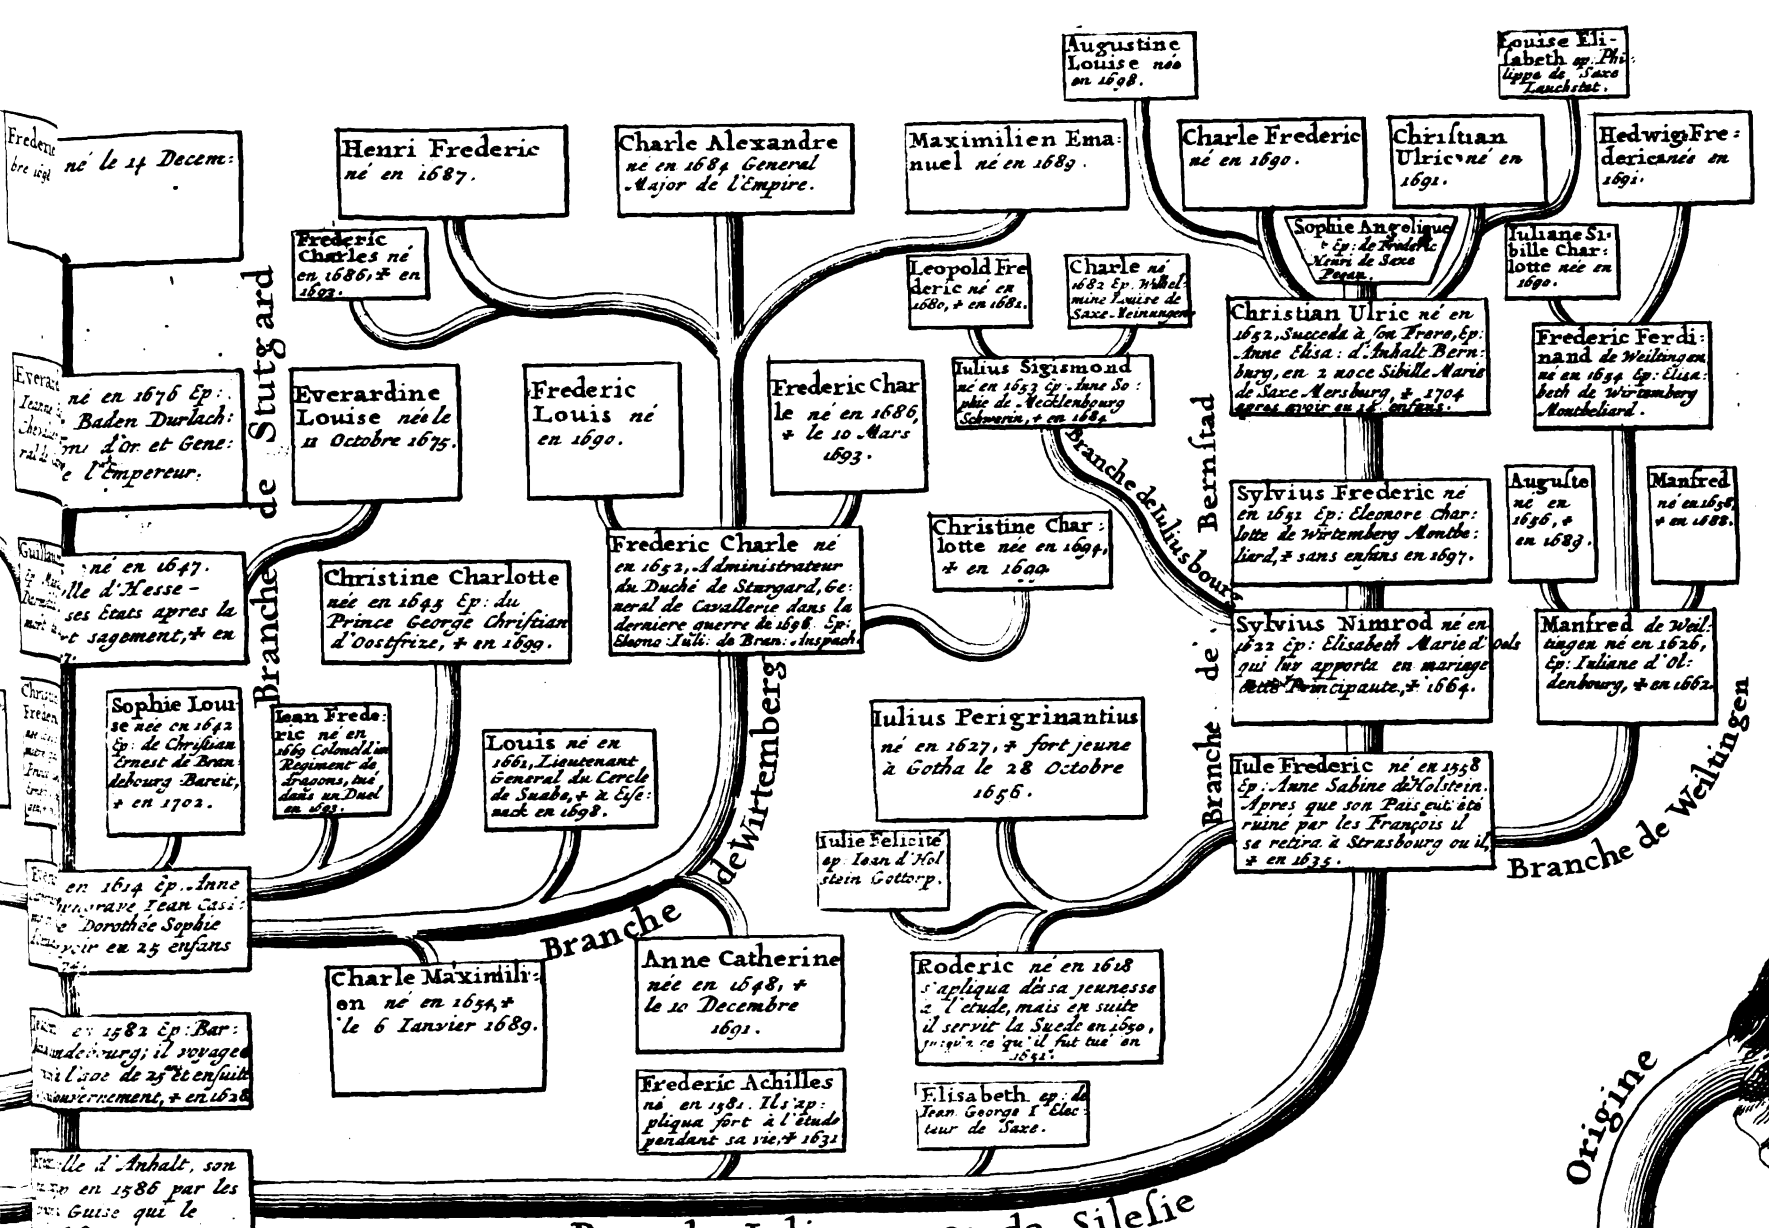 Augustine
Louise née
en 1698.
Louise Eli-
sabeth ep. Phi-
lippe de Saxe
Lauchstet.
né le 14 Decem:
Henri Frederic
né en 1687.
Charle Alexandre
né en 1684 General
Major de l'Empire.
Maximilien Ema:
nuel né en 1689.
Charle Frederic
né en 1690.
Christian
Ulric né en
1691.
Hedwig Fre:
derica née en
1691.
Frederic
Charles né
en 1686, + en
1693.
Leopold Fre
deric né en
1680, + en 1681.
Charle né
1682 Ep. Wilhel-
mine Louise de
Saxe-Meinungen
Sophie Angelique
+ Ep: de Frederic
Henri de Saxe
Pegau.
Iuliane Si-
bille Char-
lotte née en
1690.
Christian Ulric né en
1652, Succeda à son Frere, Ep:
Anne Elisa: d'Anhalt Bern-
burg, en 2 noce Sibille Marie
de Saxe Mersburg, + 1704
apres avoir eu 14 enfans.
Frederic Ferdi:
nand de Weiltingen
né en 1654 Ep: Elisa:
beth de Wirtemberg
Montbeliard.
né en 1676 Ep:
Baden Durlach:
d'Or et Gene:
l'Empereur.
Everardine
Louise née le
11 Octobre 1675.
Frederic
Louis né
en 1690.
Frederic Char
le né en 1686,
+ le 10 Mars
1693.
Iulius Sigismond
né en 1653 Ep. Anne So:
phie de Mecklenbourg
Schwerin, + en 1684
Branche de Stutgard
Branche de Iuliusbourg
Branche de Bernstad
Sylvius Frederic né
en 1651 Ep: Eleonore Char:
lotte de Wirtemberg Montbe:
liard, + sans enfans en 1697.
Auguste
né en
1656, +
en 1689.
Manfred
né en 1658,
+ en 1688.
né en 1647.
lle d'Hesse-
ses Etats apres la
sagement, + en
Christine Charlotte
née en 1645 Ep: du
Prince George Christian
d'Oostfrize, + en 1699.
Frederic Charle né
en 1652, Administrateur
du Duché de Sturgard, Ge:
neral de Cavallerie dans la
derniere querre de 1696. Ep:
Eleono: Iuli: de Bran: Anspach.
Christine Char:
lotte née en 1694,
+ en 1699.
Sylvius Nimrod né en
1622 Ep: Elisabeth Marie d'Oels
qui luy apporta en mariage
cette Principaute, + 1664.
Manfred de Weil-
tingen né en 1626,
Ep: Iuliane d'Ol:
denbourg, + en 1662.
Sophie Loui
se née en 1642
Ep: de Christian
Ernest de Bran
debourg Bareit,
+ en 1702.
Iean Frede:
ric né en
1669 Colonel d'un
Regiment de
dragons, tué
dans un Duel
en 1693.
Louis né en
1661, Lieutenant
General du Cercle
de Suabe, + à Eise:
nack en 1698.
Iulius Perigrinantius
né en 1627, + fort jeune
à Gotha le 28 Octobre
1656.
Iule Frederic né en 1588
Ep: Anne Sabine d'Holstein.
Apres que son Pais eut été
ruiné par les François il
se retira à Strasbourg ou il,
+ en 1635.
Branche de Weiltingen
Branche de Wirtemberg
Iulie Felicité
ep. Iean d'Hol
stein Gottorp.
en 1614 Ep. Anne
Iean Casi:
Dorothée Sophie
en 25 enfans
Charle Maximili:
en né en 1654, +
le 6 Ianvier 1689.
Anne Catherine
née en 1648, +
le 10 Decembre
1691.
Roderic né en 1618
s'apliqua dès sa jeunesse
a l'etude, mais en suite
il servit la Suede en 1650,
jusqu'a ce qu'il fut tué en
1651.
en 1582 Ep: Bar:
il voyagea
de 25 et ensuite
+ en 1628
Frederic Achilles
né en 1581. Il s'ap:
pliqua fort à l'étude
pendant sa vie, + 1631
Elisabeth ep: de
Iean George I Elec-
teur de Saxe.
lle d'Anhalt, son
en 1586 par les
Guise qui le
Origine
Silesie